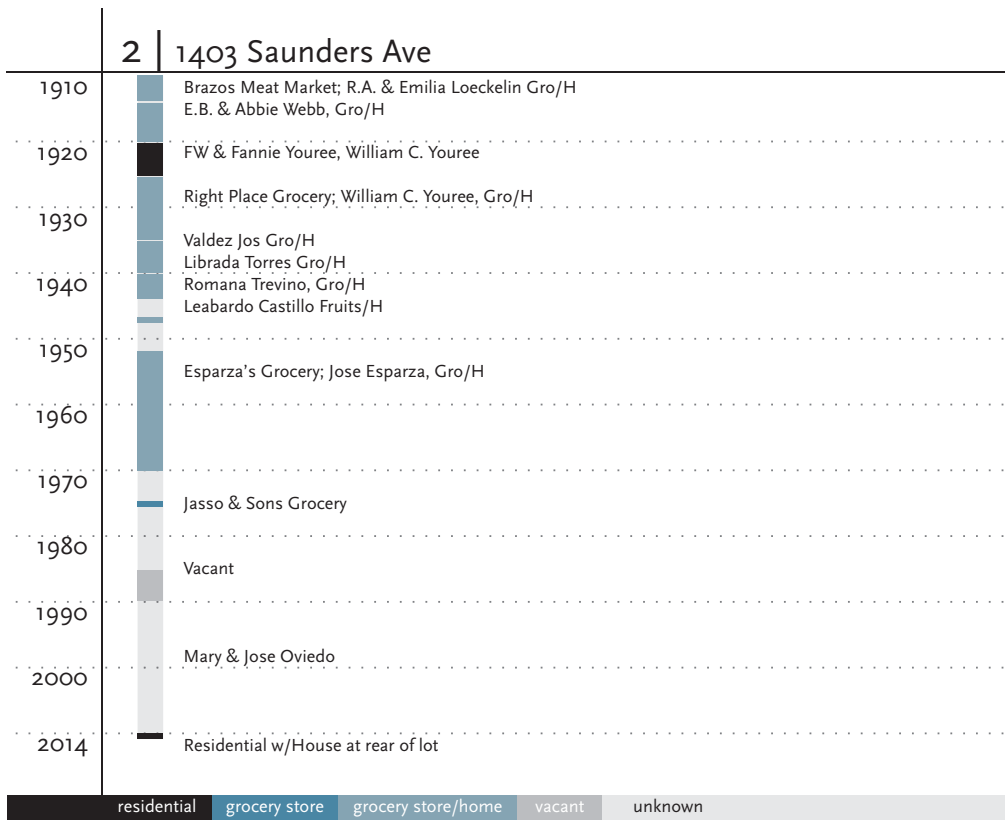 2 | 1403 Saunders Ave
1910 Brazos Meat Market; R.A. & Emilia Loeckelin Gro/H
E.B. & Abbie Webb, Gro/H
1920 FW & Fannie Youree, William C. Youree
Right Place Grocery; William C. Youree, Gro/H
1930
Valdez Jos Gro/H
Librada Torres Gro/H
1940 Romana Trevino, Gro/H
Leabardo Castillo Fruits/H
1950
Esparza's Grocery; Jose Esparza, Gro/H
1960
1970
Jasso & Sons Grocery
1980
Vacant
1990
Mary & Jose Oviedo
2000
2014 Residential w/House at rear of lot
residential grocery store grocery store/home vacant unknown